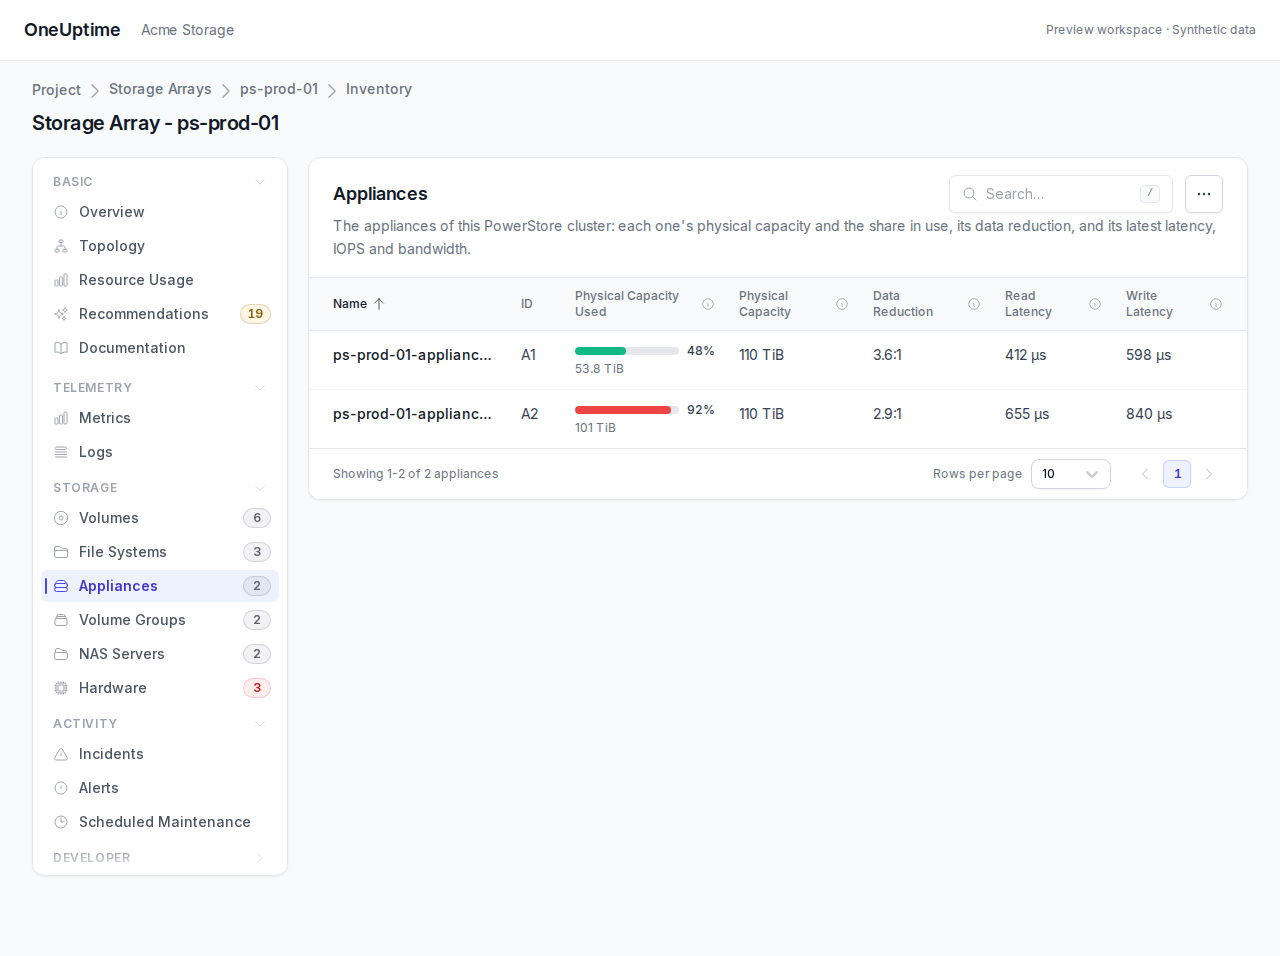 OneUptime
Acme Storage
Preview workspace · Synthetic data
Project
Storage Arrays
ps-prod-01
Inventory
Storage Array - ps-prod-01
BASIC
Overview
Topology
Resource Usage
Recommendations 19
Documentation
TELEMETRY
Metrics
Logs
STORAGE
Volumes 6
File Systems 3
Appliances 2
Volume Groups 2
NAS Servers 2
Hardware 3
ACTIVITY
Incidents
Alerts
Scheduled Maintenance
DEVELOPER
Appliances
Search... /
The appliances of this PowerStore cluster: each one's physical capacity and the share in use, its data reduction, and its latest latency,
IOPS and bandwidth.
Name
ID
Physical Capacity
Used
Physical
Capacity
Data
Reduction
Read
Latency
Write
Latency
ps-prod-01-applianc... A1 48% 110 TiB 3.6:1 412 µs 598 µs
53.8 TiB
ps-prod-01-applianc... A2 92% 110 TiB 2.9:1 655 µs 840 µs
101 TiB
Showing 1-2 of 2 appliances
Rows per page 10 1